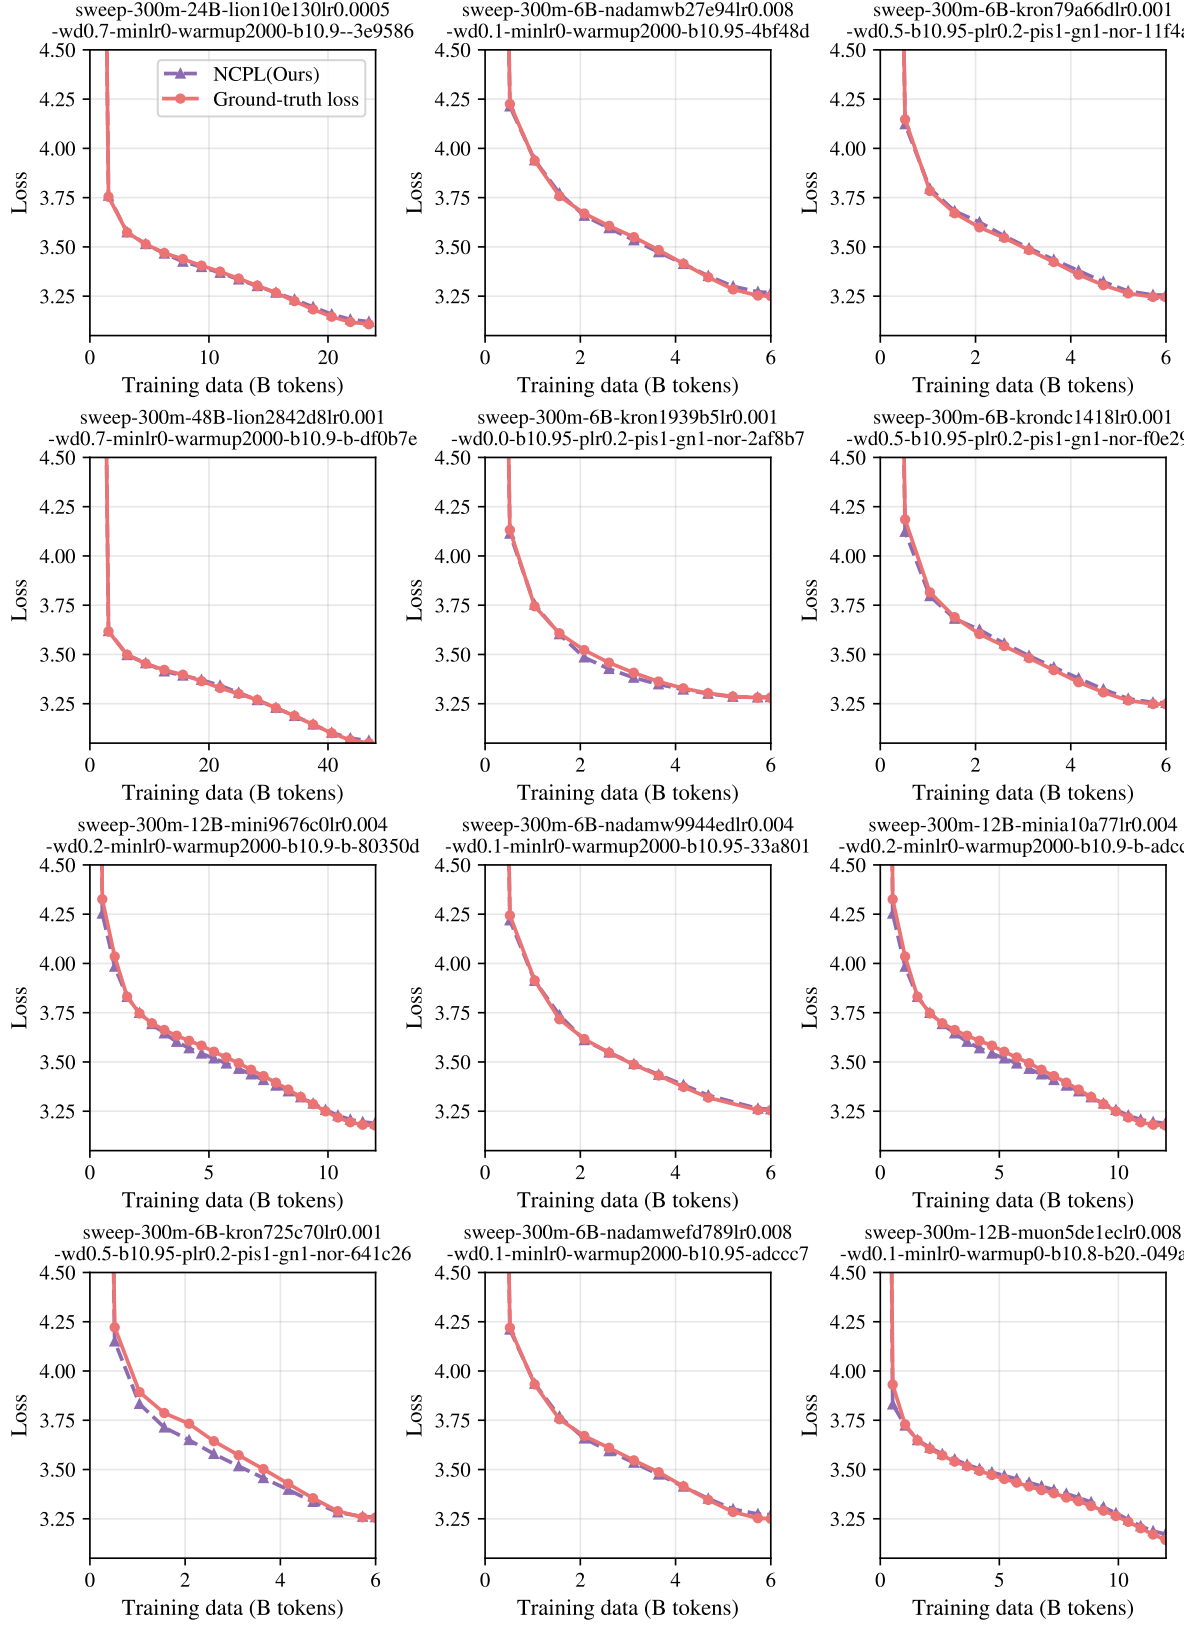 sweep-300m-24B-lion10e130lr0.0005
-wd0.7-minlr0-warmup2000-b10.9--3e9586
4.50
4.25
4.00
3.75
3.50
3.25
Loss
NCPL(Ours)
Ground-truth loss
0 10 20
Training data (B tokens)
sweep-300m-6B-nadamwb27e94lr0.008
-wd0.1-minlr0-warmup2000-b10.95-4bf48d
4.50
4.25
4.00
3.75
3.50
3.25
Loss
0 2 4 6
Training data (B tokens)
sweep-300m-6B-kron79a66dlr0.001
-wd0.5-b10.95-plr0.2-pis1-gn1-nor-11f4a
4.50
4.25
4.00
3.75
3.50
3.25
Loss
0 2 4 6
Training data (B tokens)
sweep-300m-48B-lion2842d8lr0.001
-wd0.7-minlr0-warmup2000-b10.9-b-df0b7e
4.50
4.25
4.00
3.75
3.50
3.25
Loss
0 20 40
Training data (B tokens)
sweep-300m-6B-kron1939b5lr0.001
-wd0.0-b10.95-plr0.2-pis1-gn1-nor-2af8b7
4.50
4.25
4.00
3.75
3.50
3.25
Loss
0 2 4 6
Training data (B tokens)
sweep-300m-6B-krondc1418lr0.001
-wd0.5-b10.95-plr0.2-pis1-gn1-nor-f0e29
4.50
4.25
4.00
3.75
3.50
3.25
Loss
0 2 4 6
Training data (B tokens)
sweep-300m-12B-mini9676c0lr0.004
-wd0.2-minlr0-warmup2000-b10.9-b-80350d
4.50
4.25
4.00
3.75
3.50
3.25
Loss
0 5 10
Training data (B tokens)
sweep-300m-6B-nadamw9944edlr0.004
-wd0.1-minlr0-warmup2000-b10.95-33a801
4.50
4.25
4.00
3.75
3.50
3.25
Loss
0 2 4 6
Training data (B tokens)
sweep-300m-12B-minia10a77lr0.004
-wd0.2-minlr0-warmup2000-b10.9-b-adcc
4.50
4.25
4.00
3.75
3.50
3.25
Loss
0 5 10
Training data (B tokens)
sweep-300m-6B-kron725c70lr0.001
-wd0.5-b10.95-plr0.2-pis1-gn1-nor-641c26
4.50
4.25
4.00
3.75
3.50
3.25
Loss
0 2 4 6
Training data (B tokens)
sweep-300m-6B-nadamwefd789lr0.008
-wd0.1-minlr0-warmup2000-b10.95-adccc7
4.50
4.25
4.00
3.75
3.50
3.25
Loss
0 2 4 6
Training data (B tokens)
sweep-300m-12B-muon5de1eclr0.008
-wd0.1-minlr0-warmup0-b10.8-b20.-049a
4.50
4.25
4.00
3.75
3.50
3.25
Loss
0 5 10
Training data (B tokens)